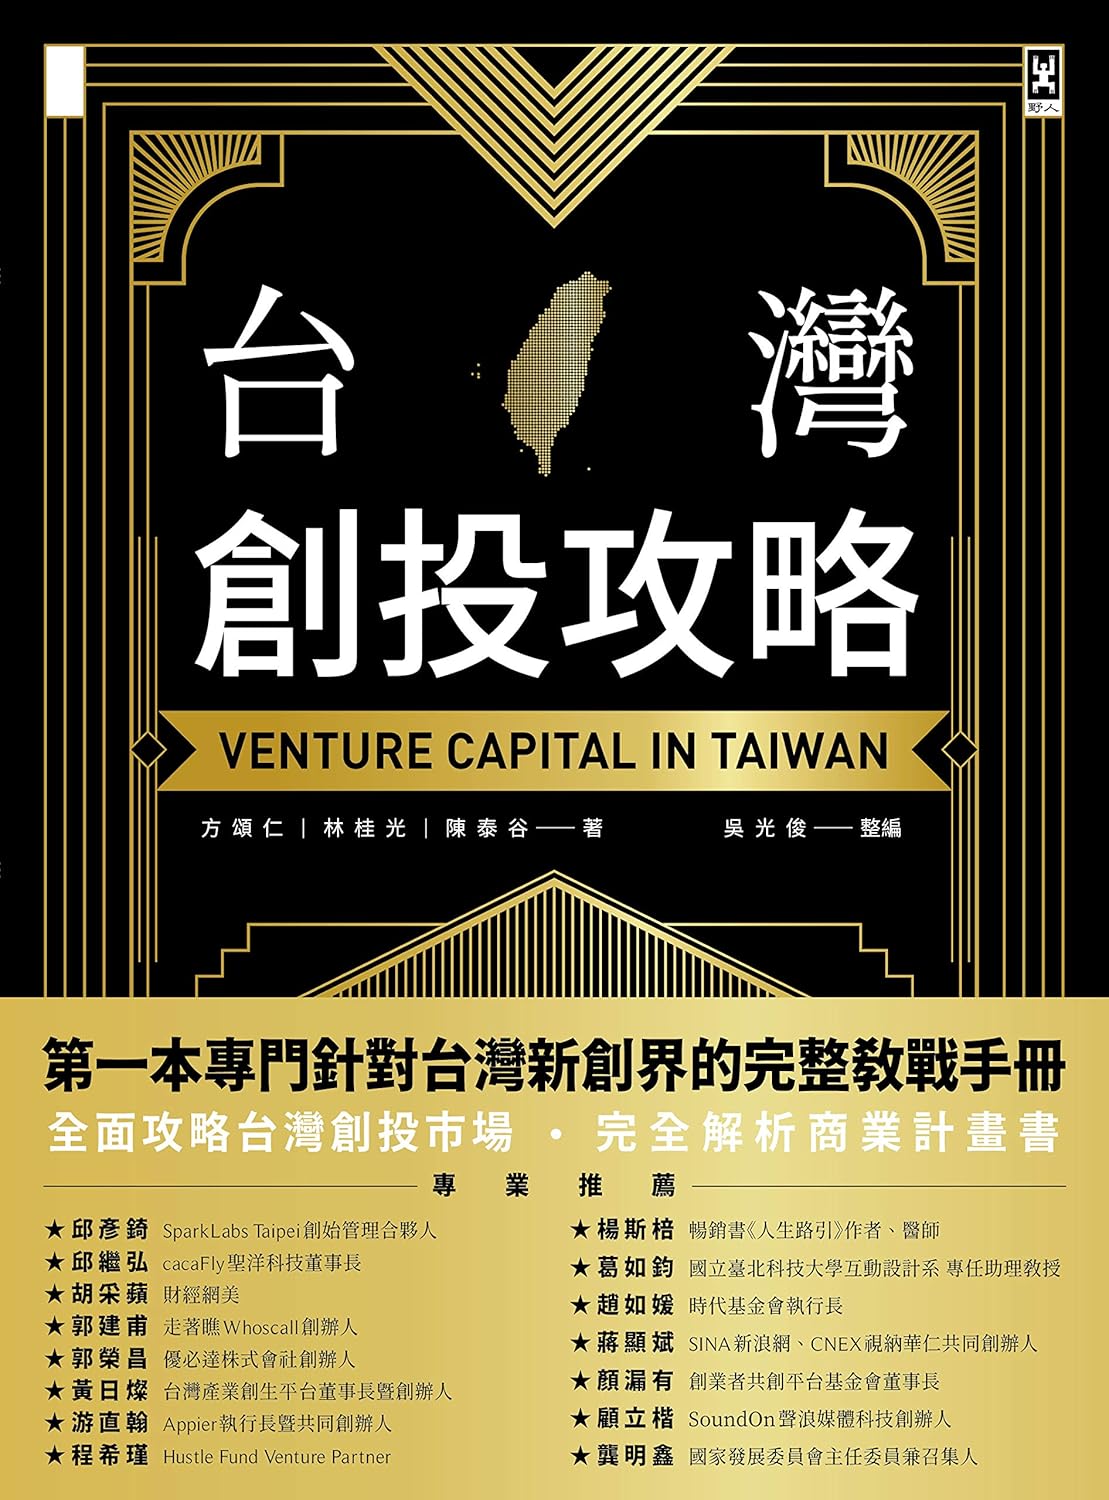 野人
台灣
創投攻略
VENTURE CAPITAL IN TAIWAN
方頌仁｜林桂光｜陳泰谷——著 吳光俊——整編
第一本專門針對台灣新創界的完整教戰手冊
全面攻略台灣創投市場・完全解析商業計畫書
專業推薦
★邱彥錡 SparkLabs Taipei創始管理合夥人
★邱繼弘 cacaFly聖洋科技董事長
★胡采蘋 財經網美
★郭建甫 走著瞧Whoscall創辦人
★郭榮昌 優必達株式會社創辦人
★黃日燦 台灣產業創生平台董事長暨創辦人
★游直翰 Appier執行長暨共同創辦人
★程希瑾 Hustle Fund Venture Partner
★楊斯棓 暢銷書《人生路引》作者、醫師
★葛如鈞 國立臺北科技大學互動設計系 專任助理教授
★趙如媛 時代基金會執行長
★蔣顯斌 SINA新浪網、CNEX視納華仁共同創辦人
★顏漏有 創業者共創平台基金會董事長
★顧立楷 SoundOn聲浪媒體科技創辦人
★龔明鑫 國家發展委員會主任委員兼召集人